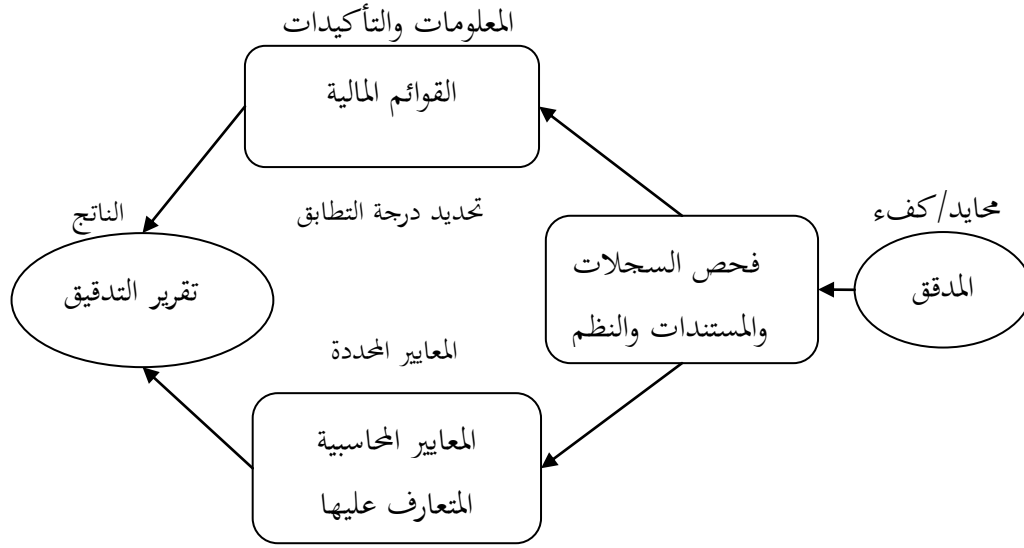 المعلومات والتأكيدات
القوائم المالية
محايد/كفء
تحديد درجة التطابق
الناتج
فحص السجلات
والمستندات والنظم
المدقق
تقرير التدقيق
المعايير المحددة
المعايير المحاسبية
المتعارف عليها